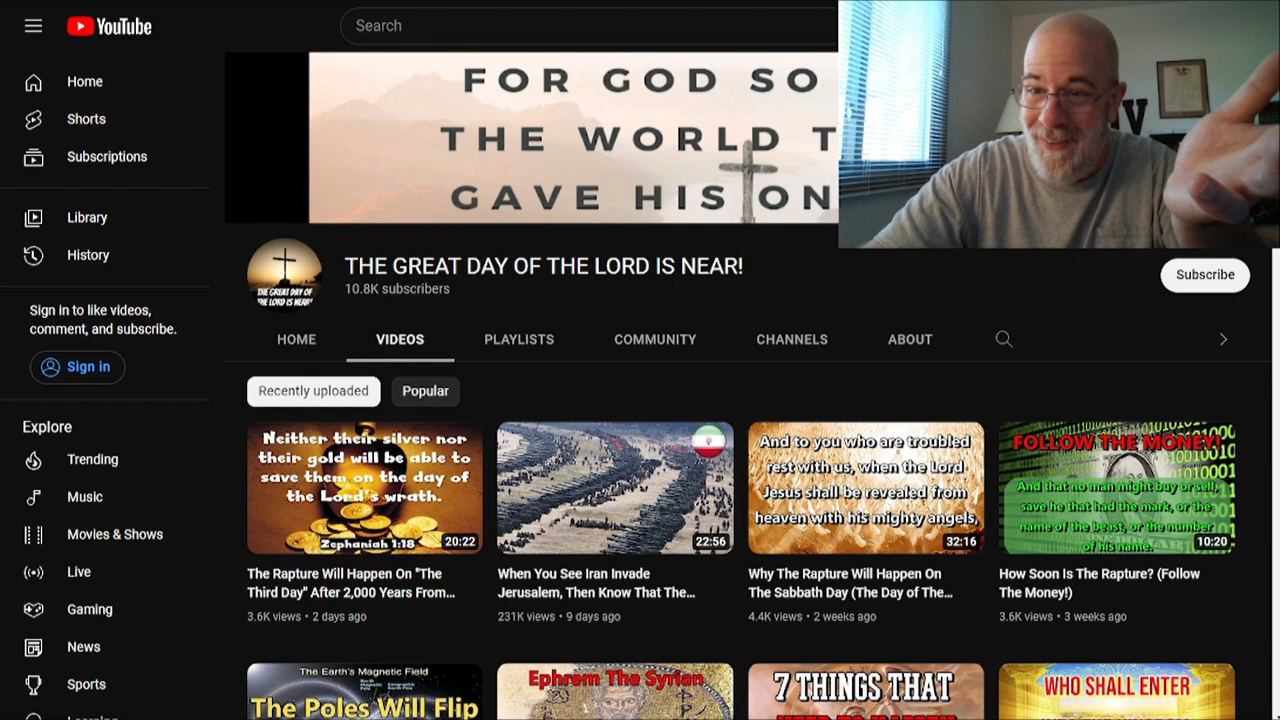 YouTube
Search
Home
Shorts
Subscriptions
Library
History
Sign in to like videos,
comment, and subscribe.
Sign in
Explore
Trending
Music
Movies & Shows
Live
Gaming
News
Sports
FOR GOD SO
THE WORLD T
GAVE HIS ON
V
THE GREAT DAY OF
THE LORD IS NEAR!
THE GREAT DAY OF THE LORD IS NEAR!
10.8K subscribers
Subscribe
HOME
VIDEOS
PLAYLISTS
COMMUNITY
CHANNELS
ABOUT
Recently uploaded
Popular
Neither their silver nor
their gold will be able to
save them on the day of
the Lord's wrath.
Zephaniah 1:18
20:22
The Rapture Will Happen On "The
Third Day" After 2,000 Years From...
3.6K views • 2 days ago
22:56
When You See Iran Invade
Jerusalem, Then Know That The...
231K views • 9 days ago
And to you who are troubled
rest with us, when the Lord
Jesus shall be revealed from
heaven with his mighty angels,
32:16
Why The Rapture Will Happen On
The Sabbath Day (The Day of The...
4.4K views • 2 weeks ago
FOLLOW THE MONEY!
And that no man might buy or sell,
save he that had the mark, or the
name of the beast, or the number
of his name.
10:20
How Soon Is The Rapture? (Follow
The Money!)
3.6K views • 3 weeks ago
The Earth's Magnetic Field
The Poles Will Flip
Ephrem The Syrian
7 THINGS THAT
NEED TO HAPPEN
WHO SHALL ENTER